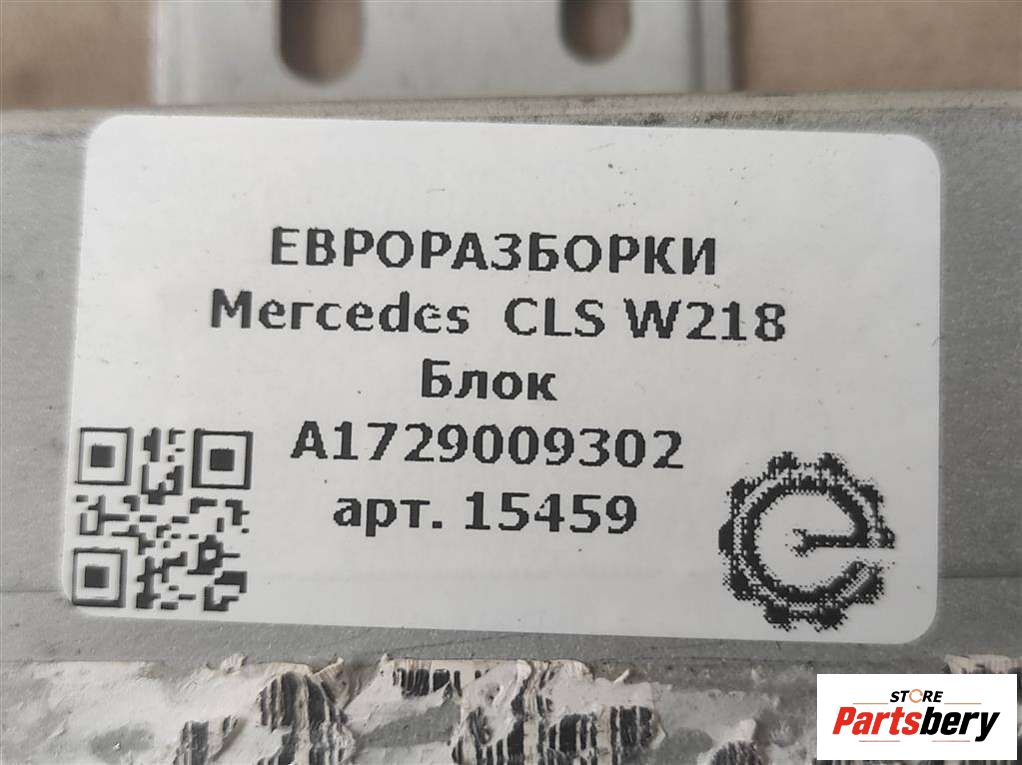 ЕВРОРАЗБОРКИ
Mercedes CLS W218
Блок
A1729009302
арт. 15459
STORE
Partsbery